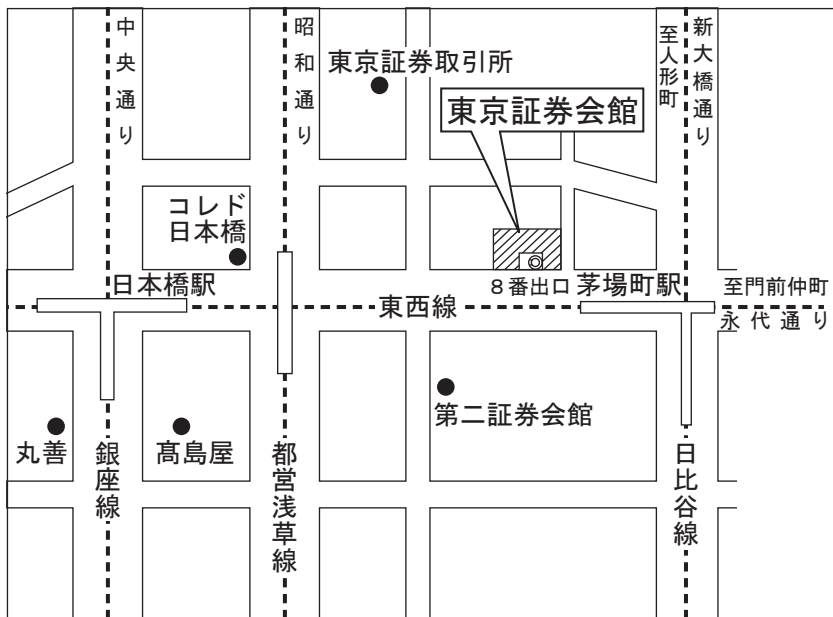 中央通り
昭和通り
至人形町
新大橋通り
東京証券取引所
東京証券会館
コレド
日本橋
日本橋駅
8番出口
茅場町駅
至門前仲町
東西線
永代通り
第二証券会館
丸善
銀座線
髙島屋
都営浅草線
日比谷線